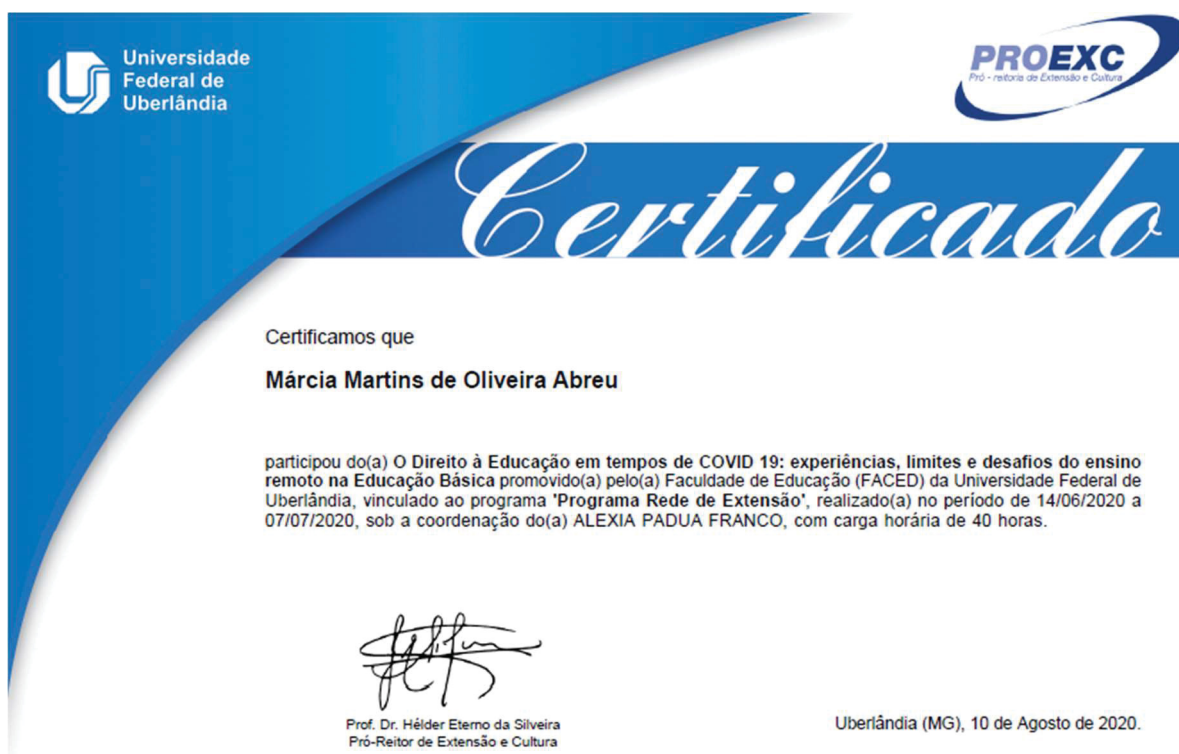 Universidade
Federal de
Uberlândia
PROEXC
Pró - reitoria de Extensão e Cultura
Certificado
Certificamos que
Márcia Martins de Oliveira Abreu
participou do(a) O Direito à Educação em tempos de COVID 19: experiências, limites e desafios do ensino
remoto na Educação Básica promovido(a) pelo(a) Faculdade de Educação (FACED) da Universidade Federal de
Uberlândia, vinculado ao programa 'Programa Rede de Extensão', realizado(a) no período de 14/06/2020 a
07/07/2020, sob a coordenação do(a) ALEXIA PADUA FRANCO, com carga horária de 40 horas.
Prof. Dr. Hélder Eterno da Silveira
Pró-Reitor de Extensão e Cultura
Uberlândia (MG), 10 de Agosto de 2020.